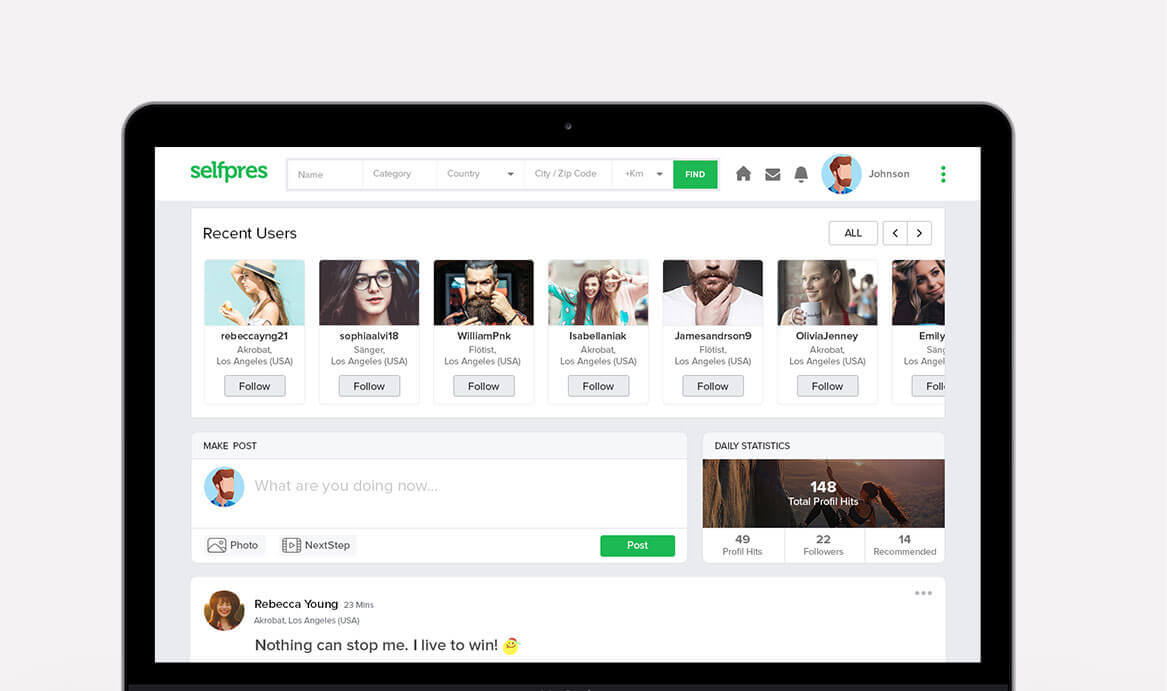 selfpres
Name
Category
Country
City / Zip Code
+Km
FIND
Johnson
Recent Users
ALL
rebeccayng21
Akrobat,
Los Angeles (USA)
Follow
sophiaalvi18
Sänger,
Los Angeles (USA)
Follow
WilliamPnk
Flötist,
Los Angeles (USA)
Follow
Isabellaniak
Akrobat,
Los Angeles (USA)
Follow
Jamesandrson9
Flötist,
Los Angeles (USA)
Follow
OliviaJenney
Akrobat,
Los Angeles (USA)
Follow
Emily
Säng
Los Angele
Foll
MAKE POST
What are you doing now...
Photo
NextStep
Post
DAILY STATISTICS
148
Total Profil Hits
49
Profil Hits
22
Followers
14
Recommended
Rebecca Young 23 Mins
Akrobat, Los Angeles (USA)
Nothing can stop me. I live to win!